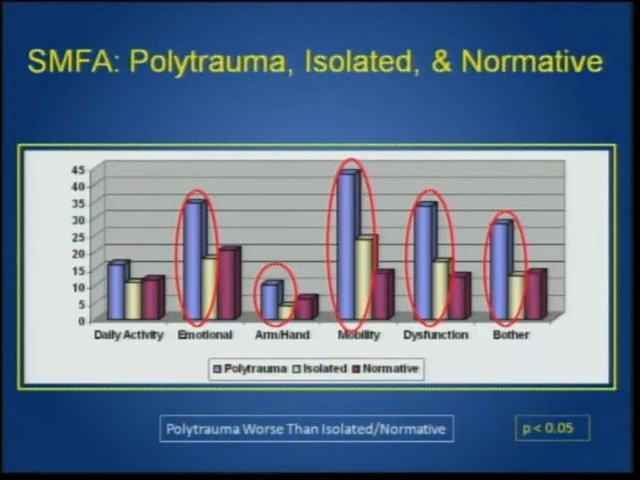 SMFA: Polytrauma, Isolated, & Normative
45
40
35
30
25
20
15
10
5
0
Daily Activity Emotional Arm/Hand Mobility Dysfunction Bother
Polytrauma Isolated Normative
Polytrauma Worse Than Isolated/Normative
p < 0.05